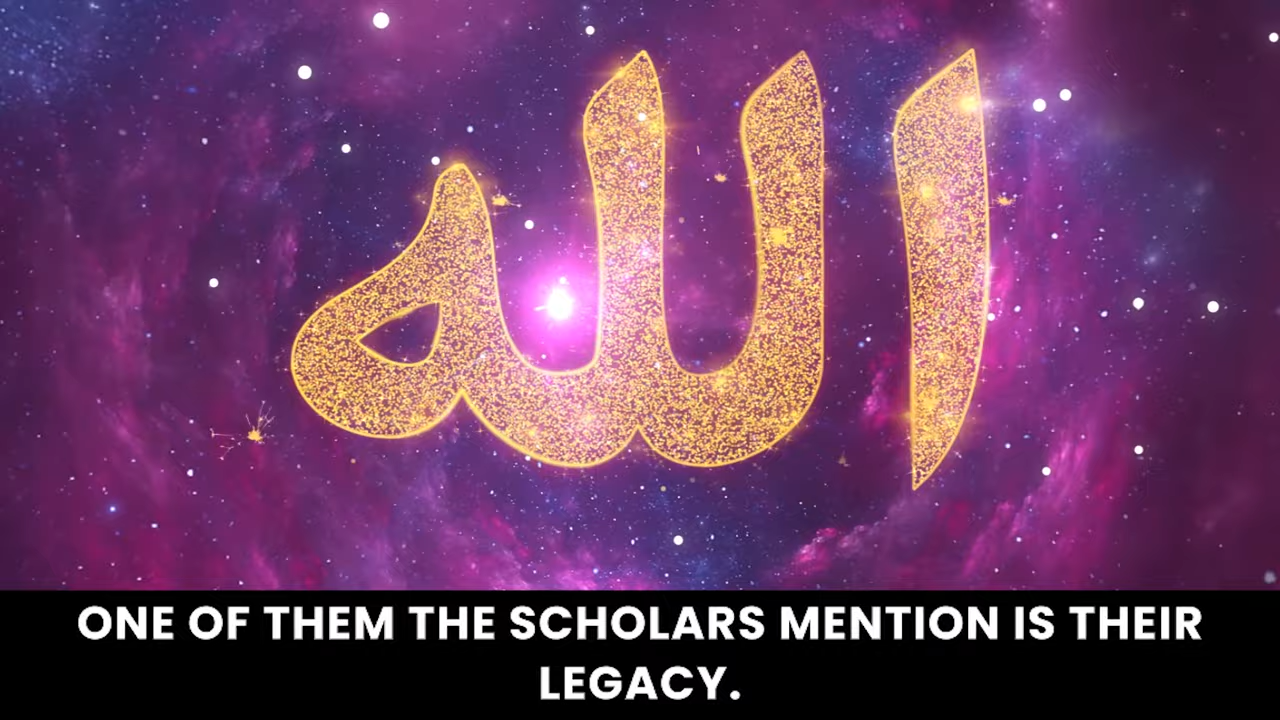 الله
ONE OF THEM THE SCHOLARS MENTION IS THEIR
LEGACY.